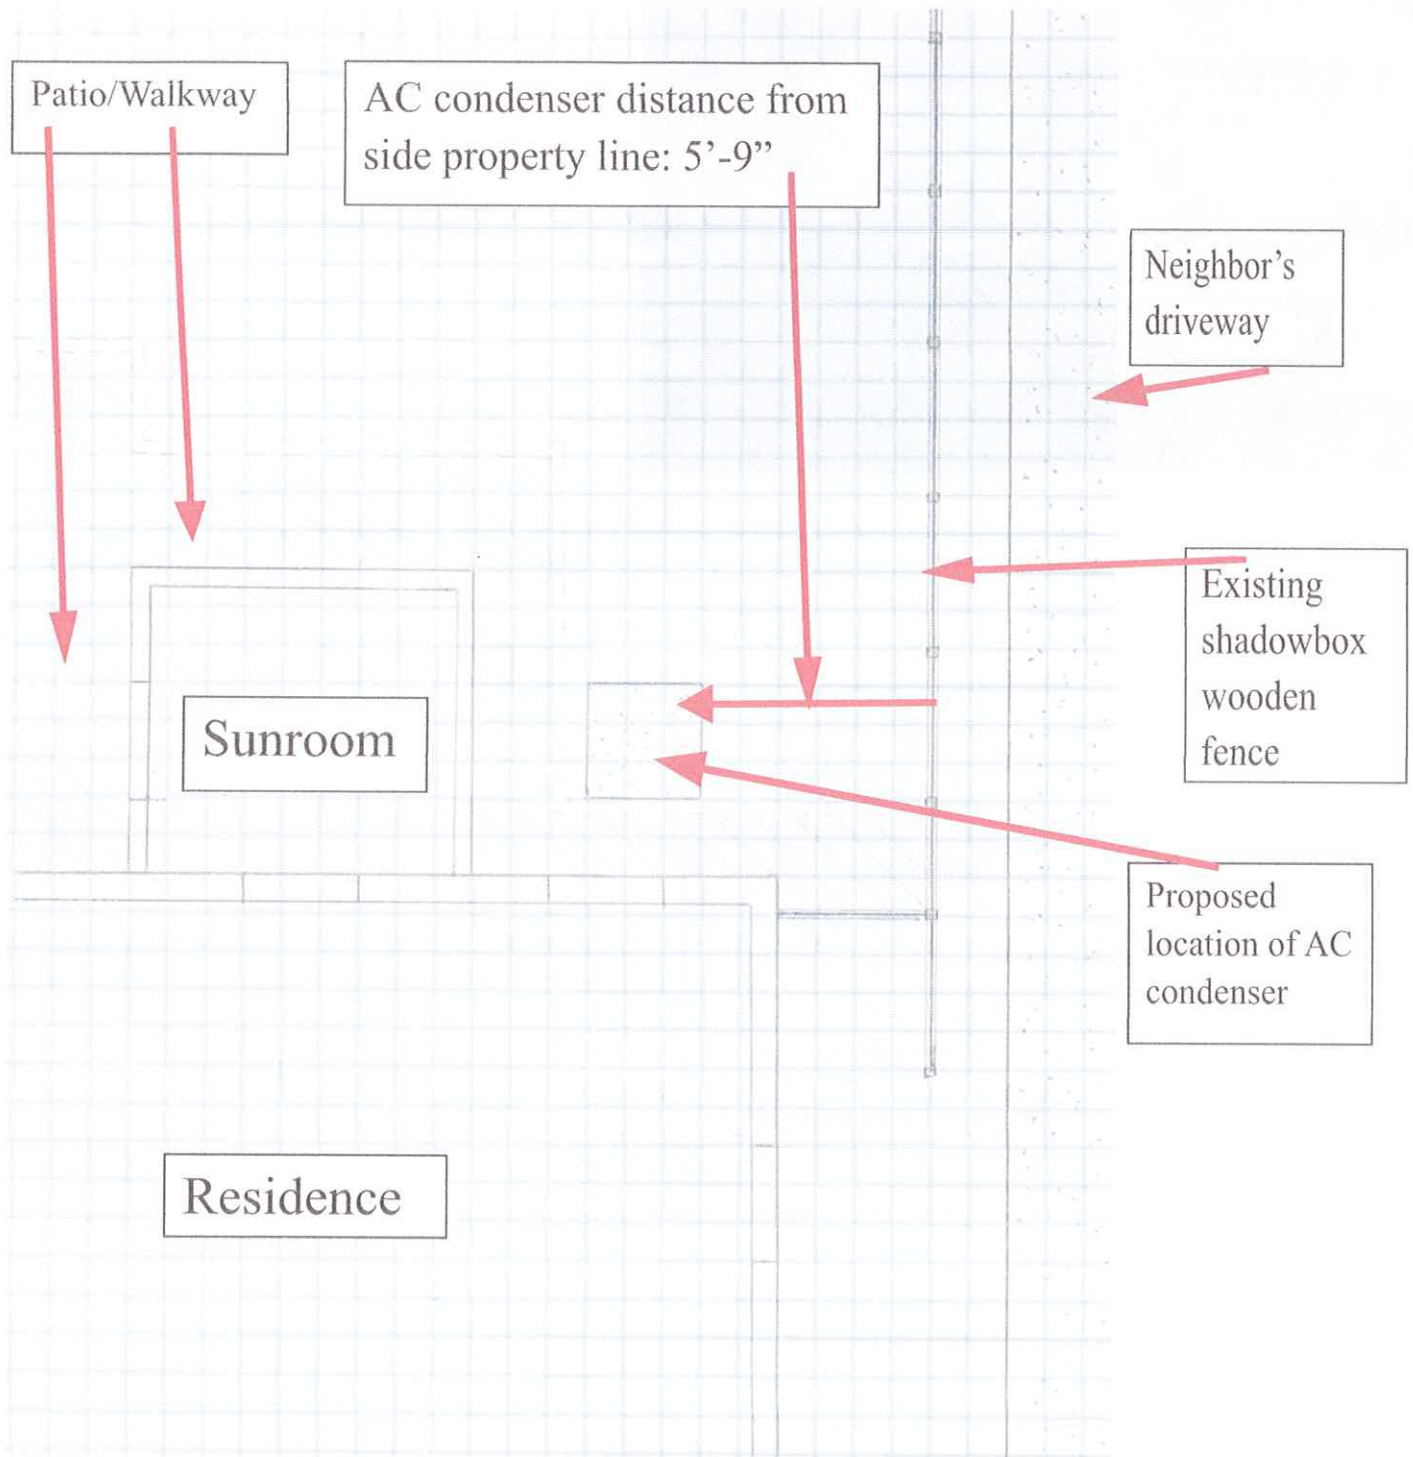 Patio/Walkway
AC condenser distance from
side property line: 5’-9”
Neighbor’s
driveway
Existing
shadowbox
wooden
fence
Sunroom
Proposed
location of AC
condenser
Residence